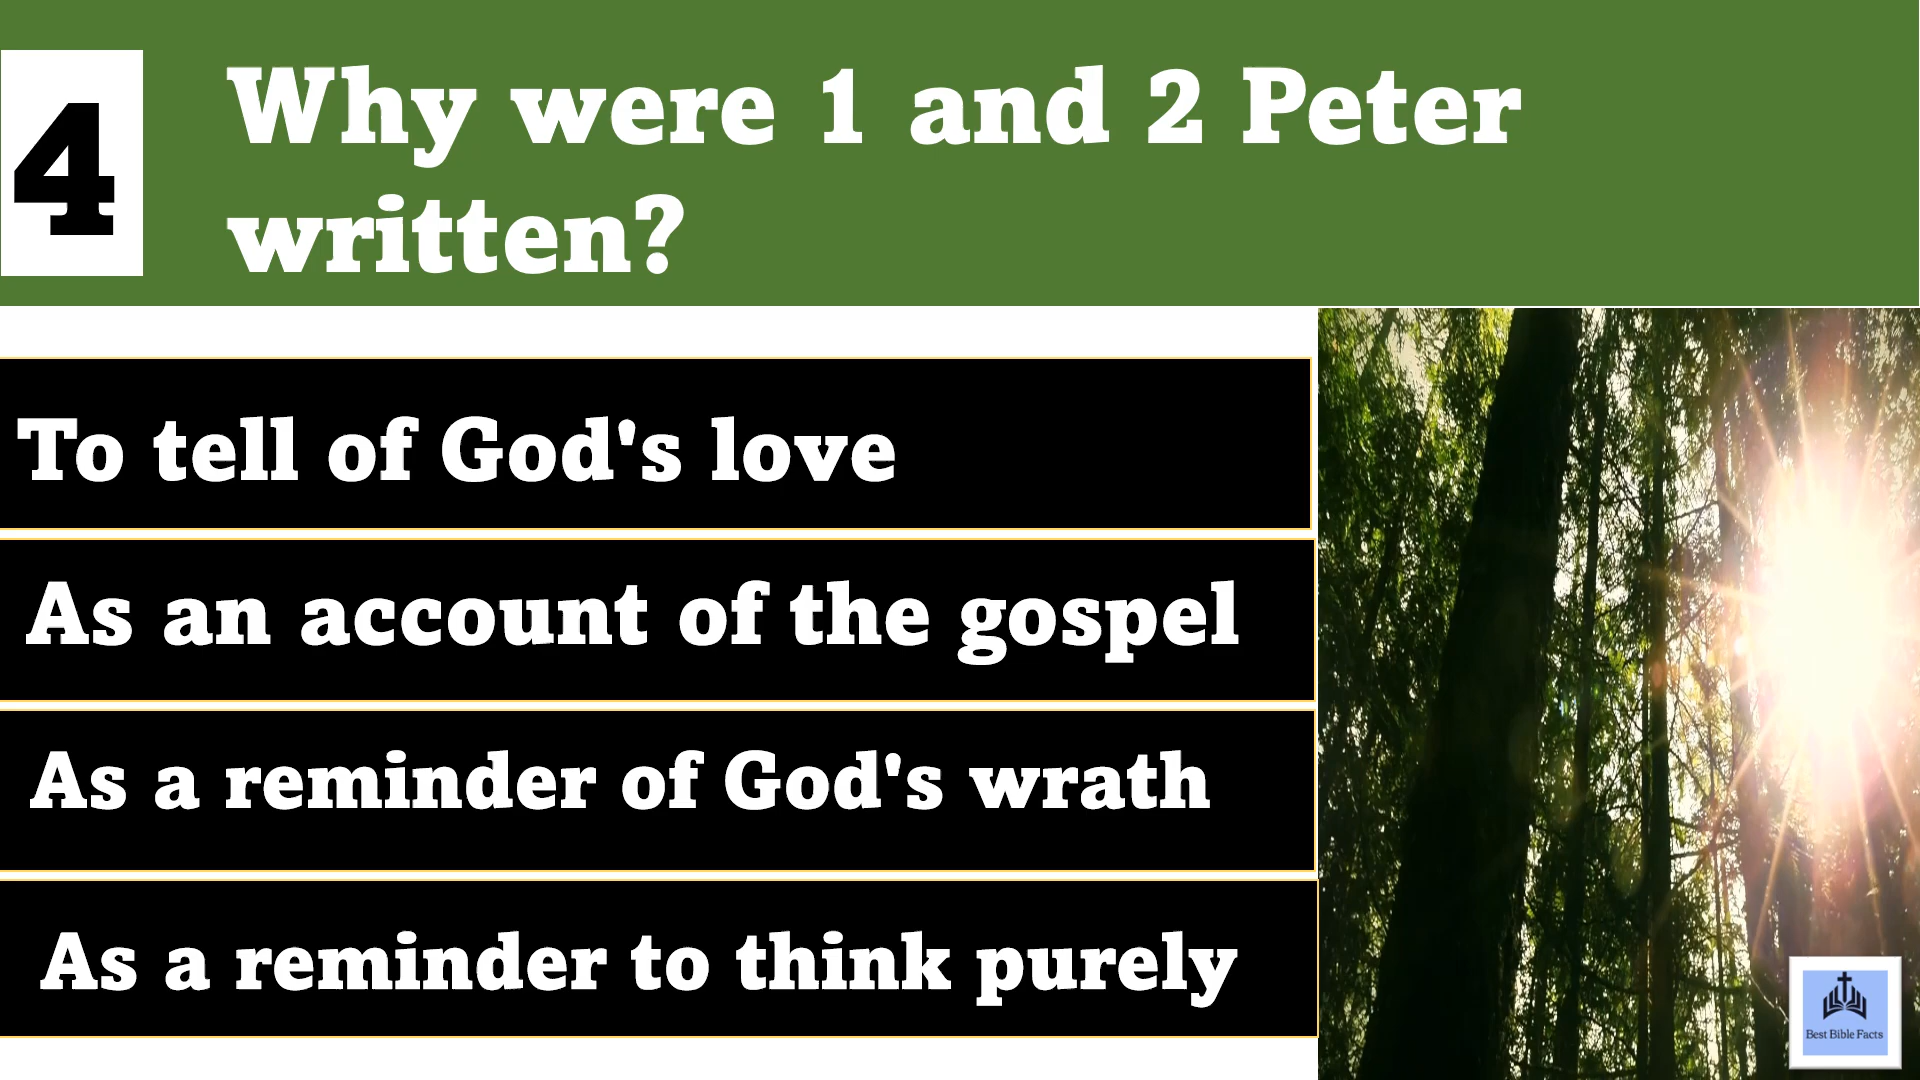 4
Why were 1 and 2 Peter
written?
To tell of God's love
As an account of the gospel
As a reminder of God's wrath
As a reminder to think purely
Best Bible Facts